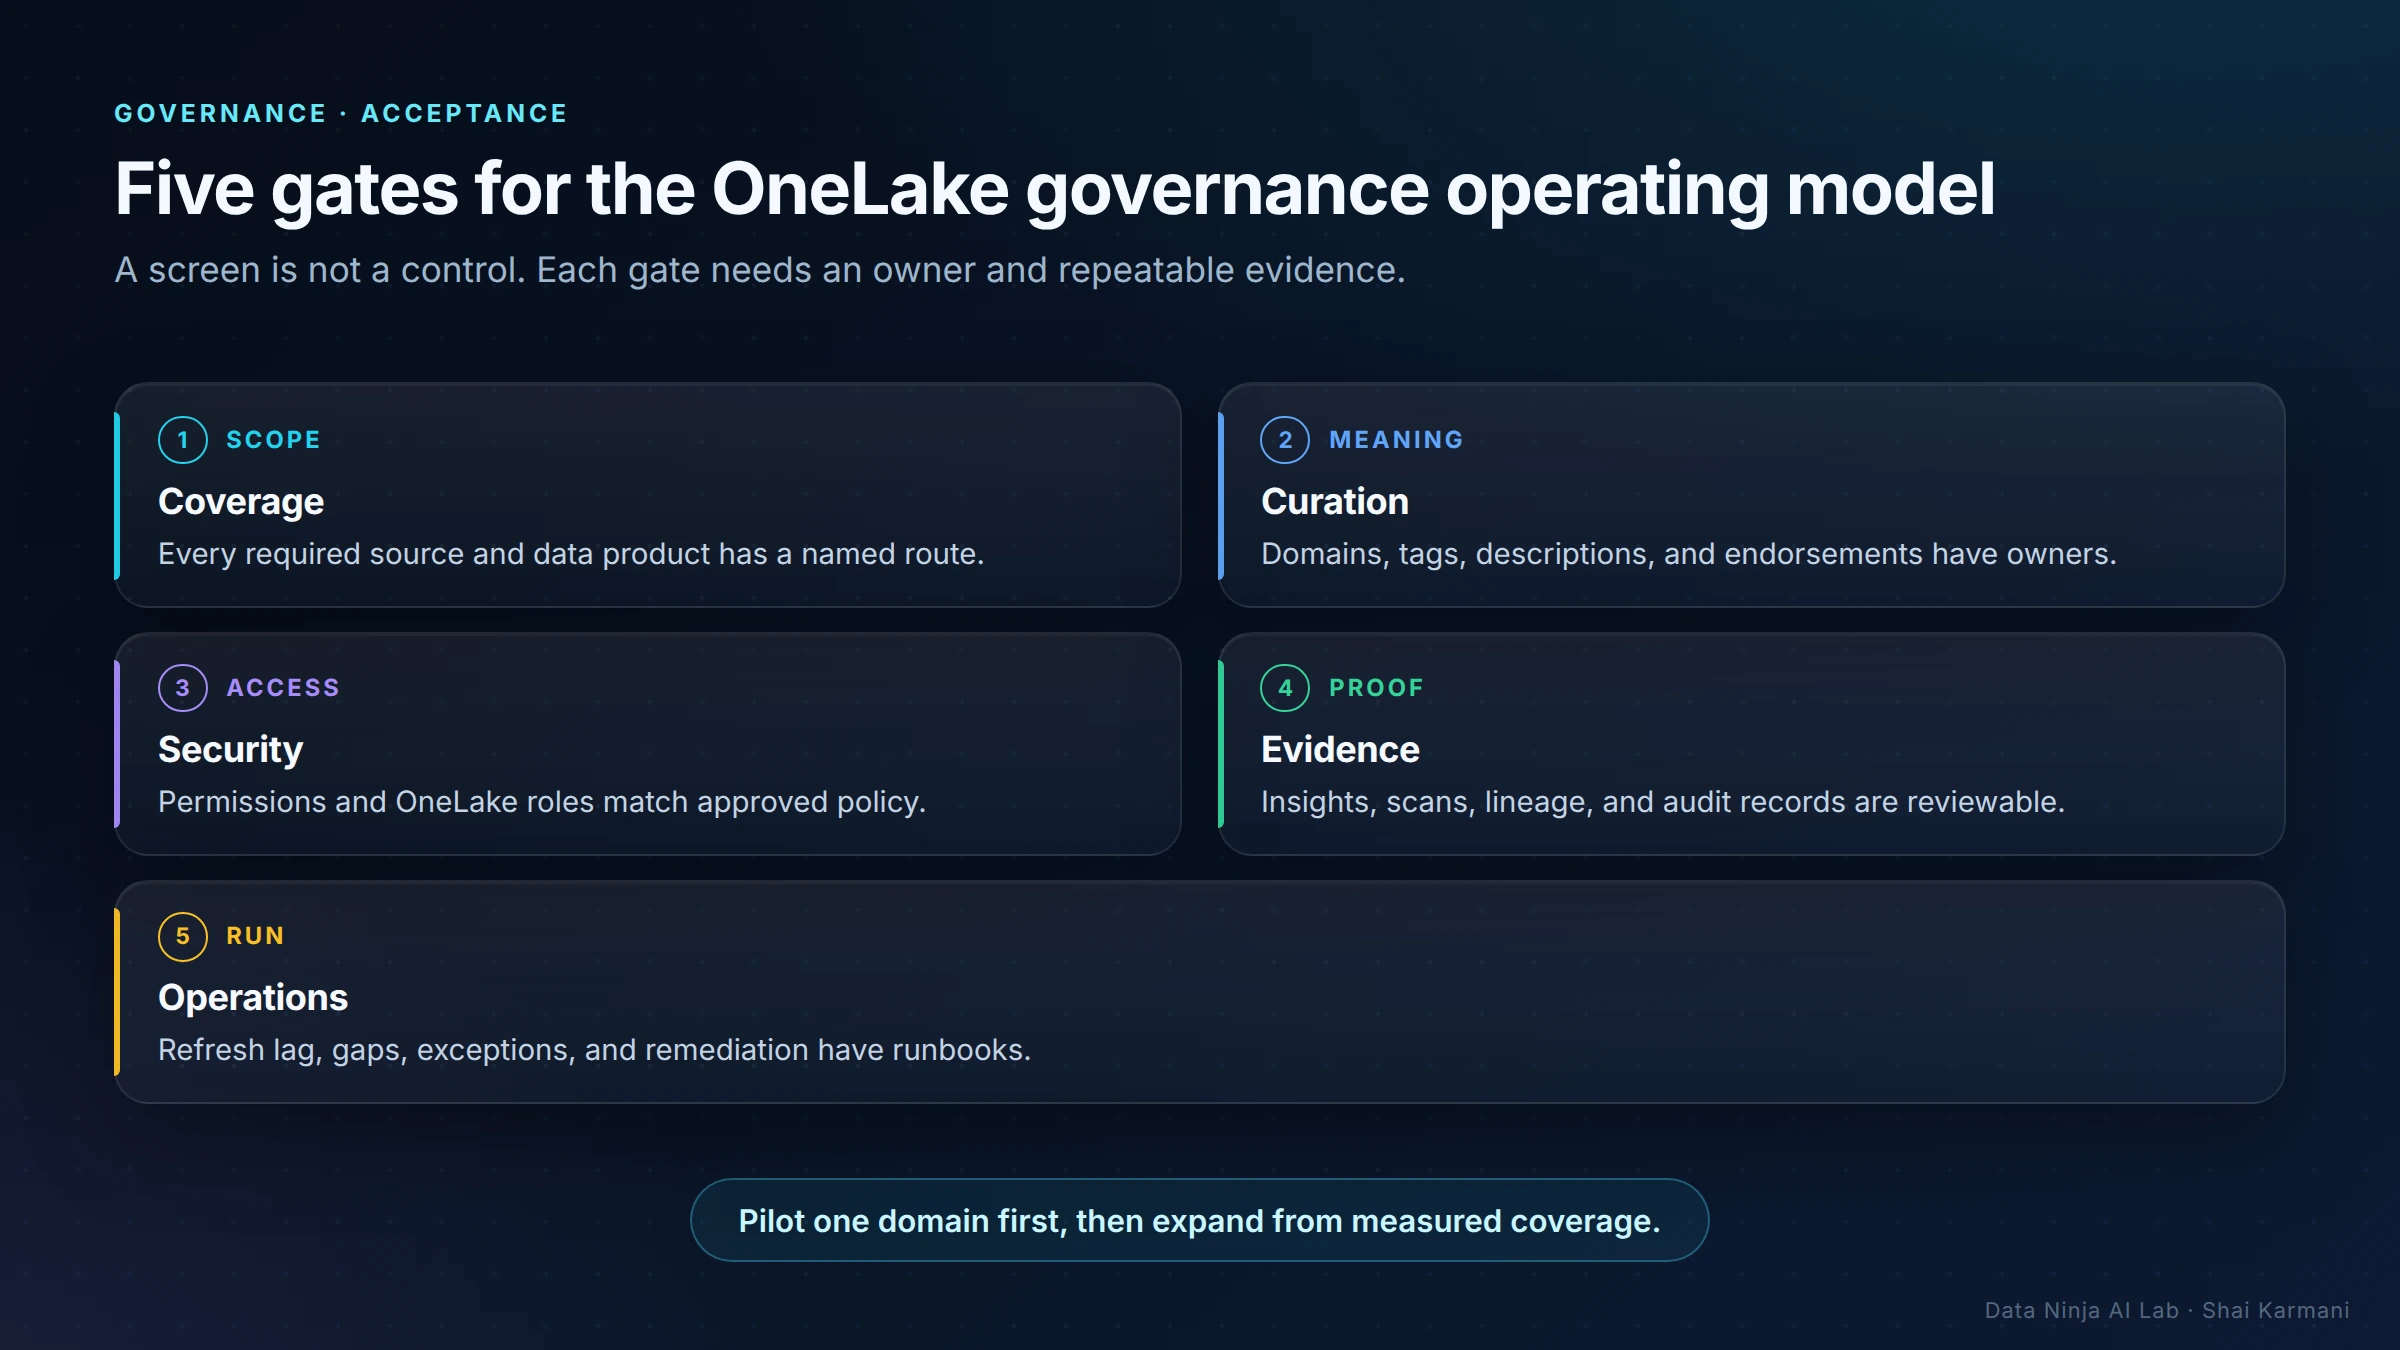 GOVERNANCE · ACCEPTANCE
Five gates for the OneLake governance operating model
A screen is not a control. Each gate needs an owner and repeatable evidence.
1 SCOPE
Coverage
Every required source and data product has a named route.
2 MEANING
Curation
Domains, tags, descriptions, and endorsements have owners.
3 ACCESS
Security
Permissions and OneLake roles match approved policy.
4 PROOF
Evidence
Insights, scans, lineage, and audit records are reviewable.
5 RUN
Operations
Refresh lag, gaps, exceptions, and remediation have runbooks.
Pilot one domain first, then expand from measured coverage.
Data Ninja AI Lab · Shai Karmani